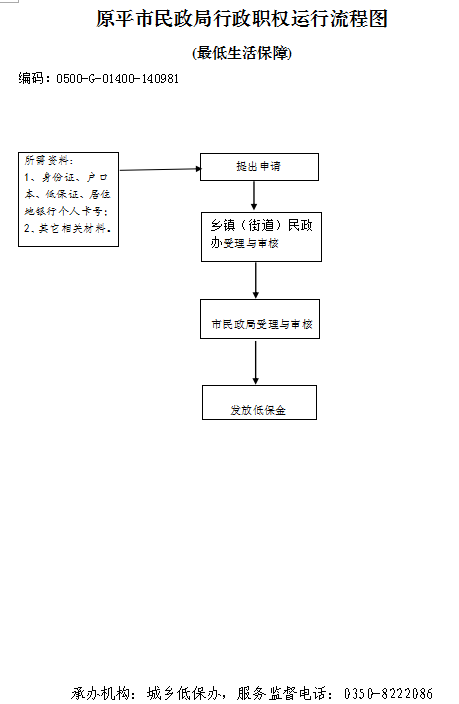 原平市民政局行政职权运行流程图
(最低生活保障)
编码：0500-G-01400-140981
所需资料：
1、身份证、户口
本、低保证、居住
地银行个人卡号；
2、其它相关材料。
提出申请
乡镇（街道）民政
办受理与审核
市民政局受理与审核
发放低保金
承办机构：城乡低保办，服务监督电话：0350-8222086